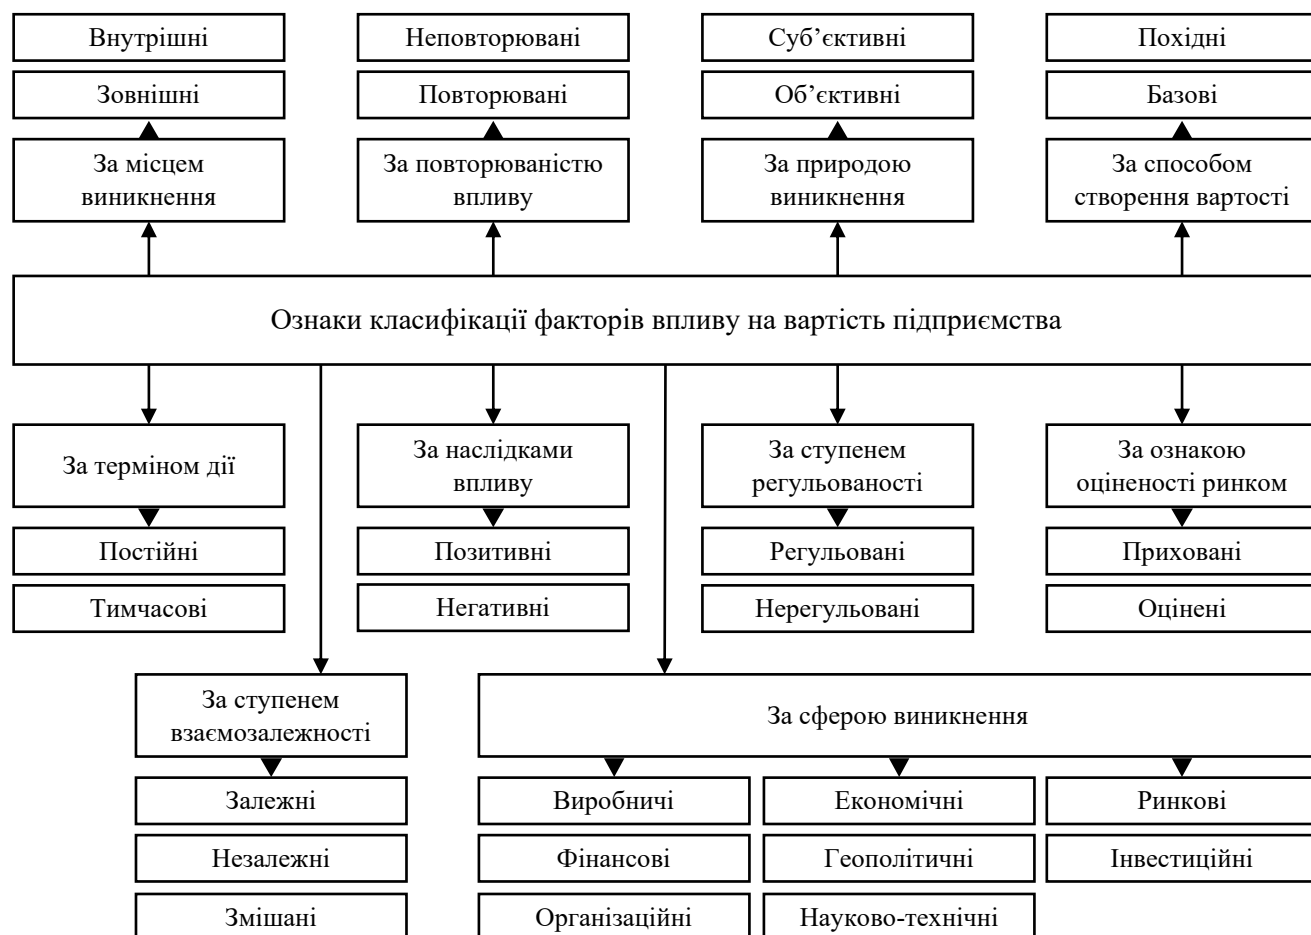 Внутрішні
Неповторювані
Суб’єктивні
Похідні
Зовнішні
Повторювані
Об’єктивні
Базові
За місцем
виникнення
За повторюваністю
впливу
За природою
виникнення
За способом
створення вартості
Ознаки класифікації факторів впливу на вартість підприємства
За терміном дії
За наслідками
впливу
За ступенем
регульованості
За ознакою
оціненості ринком
Постійні
Позитивні
Регульовані
Приховані
Тимчасові
Негативні
Нерегульовані
Оцінені
За ступенем
взаємозалежності
За сферою виникнення
Залежні
Виробничі
Економічні
Ринкові
Незалежні
Фінансові
Геополітичні
Інвестиційні
Змішані
Організаційні
Науково-технічні